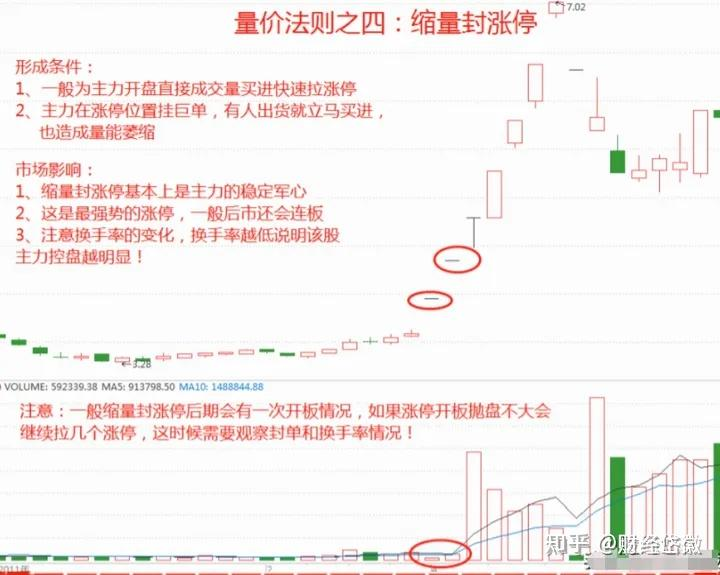 量价法则之四：缩量封涨停
7.02
形成条件：
1、一般为主力开盘直接成交量买进快速拉涨停
2、主力在涨停位置挂巨单，有人出货就立马买进，
也造成量能萎缩
市场影响：
1、缩量封涨停基本上是主力的稳定军心
2、这是最强势的涨停，一般后市还会连板
3、注意换手率的变化，换手率越低说明该股
主力控盘越明显！
3.28
VOLUME: 592339.38 MA5: 913798.50 MA10: 1488844.88
注意：一般缩量封涨停后期会有一次开板情况，如果涨停开板抛盘不大会
继续拉几个涨停，这时候需要观察封单和换手率情况！
知乎 @财经岱微
2011年